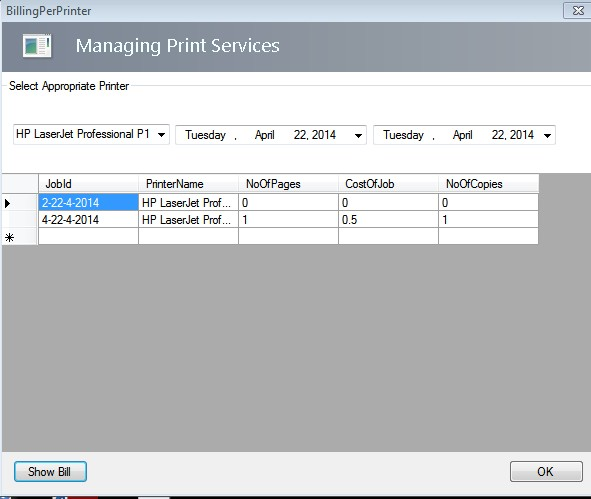 BillingPerPrinter
Managing Print Services
Select Appropriate Printer
HP LaserJet Professional P1 Tuesday , April 22, 2014 Tuesday , April 22, 2014
JobId PrinterName NoOfPages CostOfJob NoOfCopies
2-22-4-2014 HP LaserJet Prof... 0 0 0
4-22-4-2014 HP LaserJet Prof... 1 0.5 1
Show Bill OK